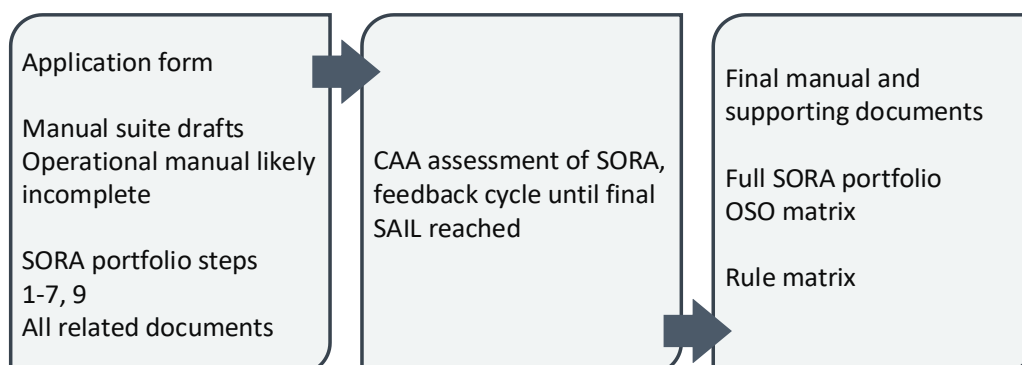 Application form
Manual suite drafts
Operational manual likely
incomplete
SORA portfolio steps
1-7, 9
All related documents
CAA assessment of SORA,
feedback cycle until final
SAIL reached
Final manual and
supporting documents
Full SORA portfolio
OSO matrix
Rule matrix